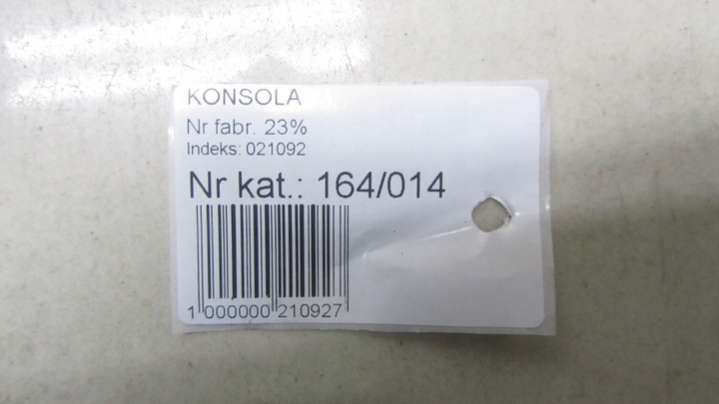 KONSOLA
Nr fabr. 23%
Indeks: 021092
Nr kat.: 164/014
1 000000 210927